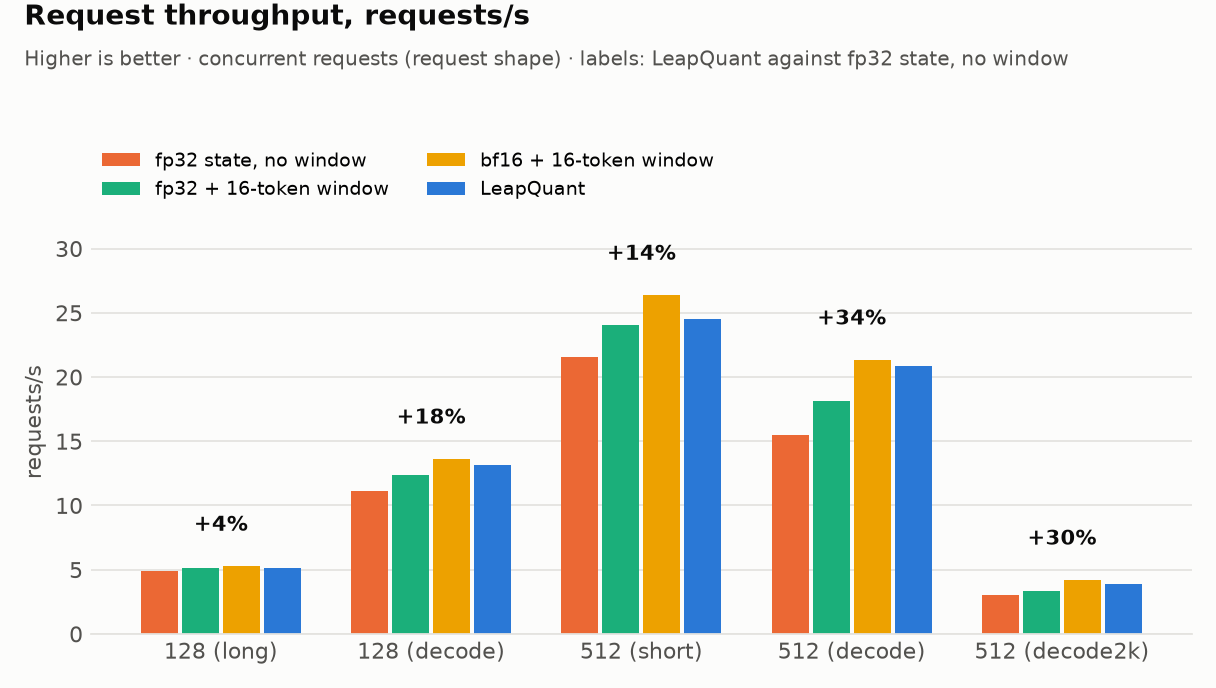 Request throughput, requests/s
Higher is better · concurrent requests (request shape) · labels: LeapQuant against fp32 state, no window
fp32 state, no window
bf16 + 16-token window
fp32 + 16-token window
LeapQuant
requests/s
30
25
20
15
10
5
0
+4%
+18%
+14%
+34%
+30%
128 (long)
128 (decode)
512 (short)
512 (decode)
512 (decode2k)